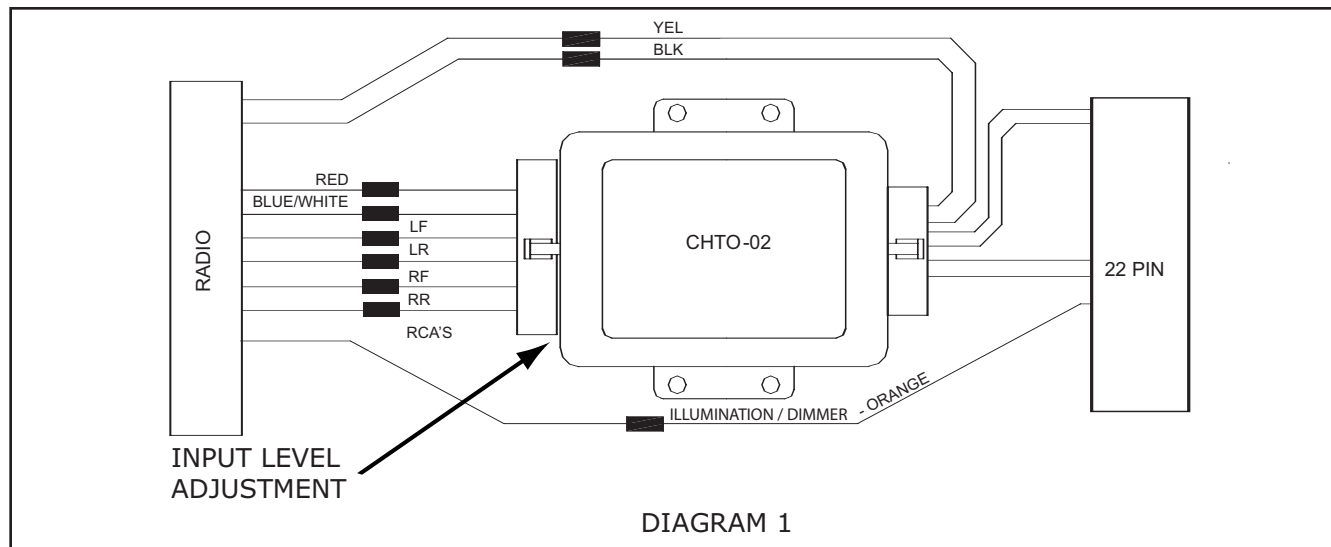 YEL
BLK
RED
BLUE/WHITE
LF
LR
RF
RR
RCA'S
RADIO
CHTO-02
22 PIN
ILLUMINATION / DIMMER - ORANGE
INPUT LEVEL
ADJUSTMENT
DIAGRAM 1